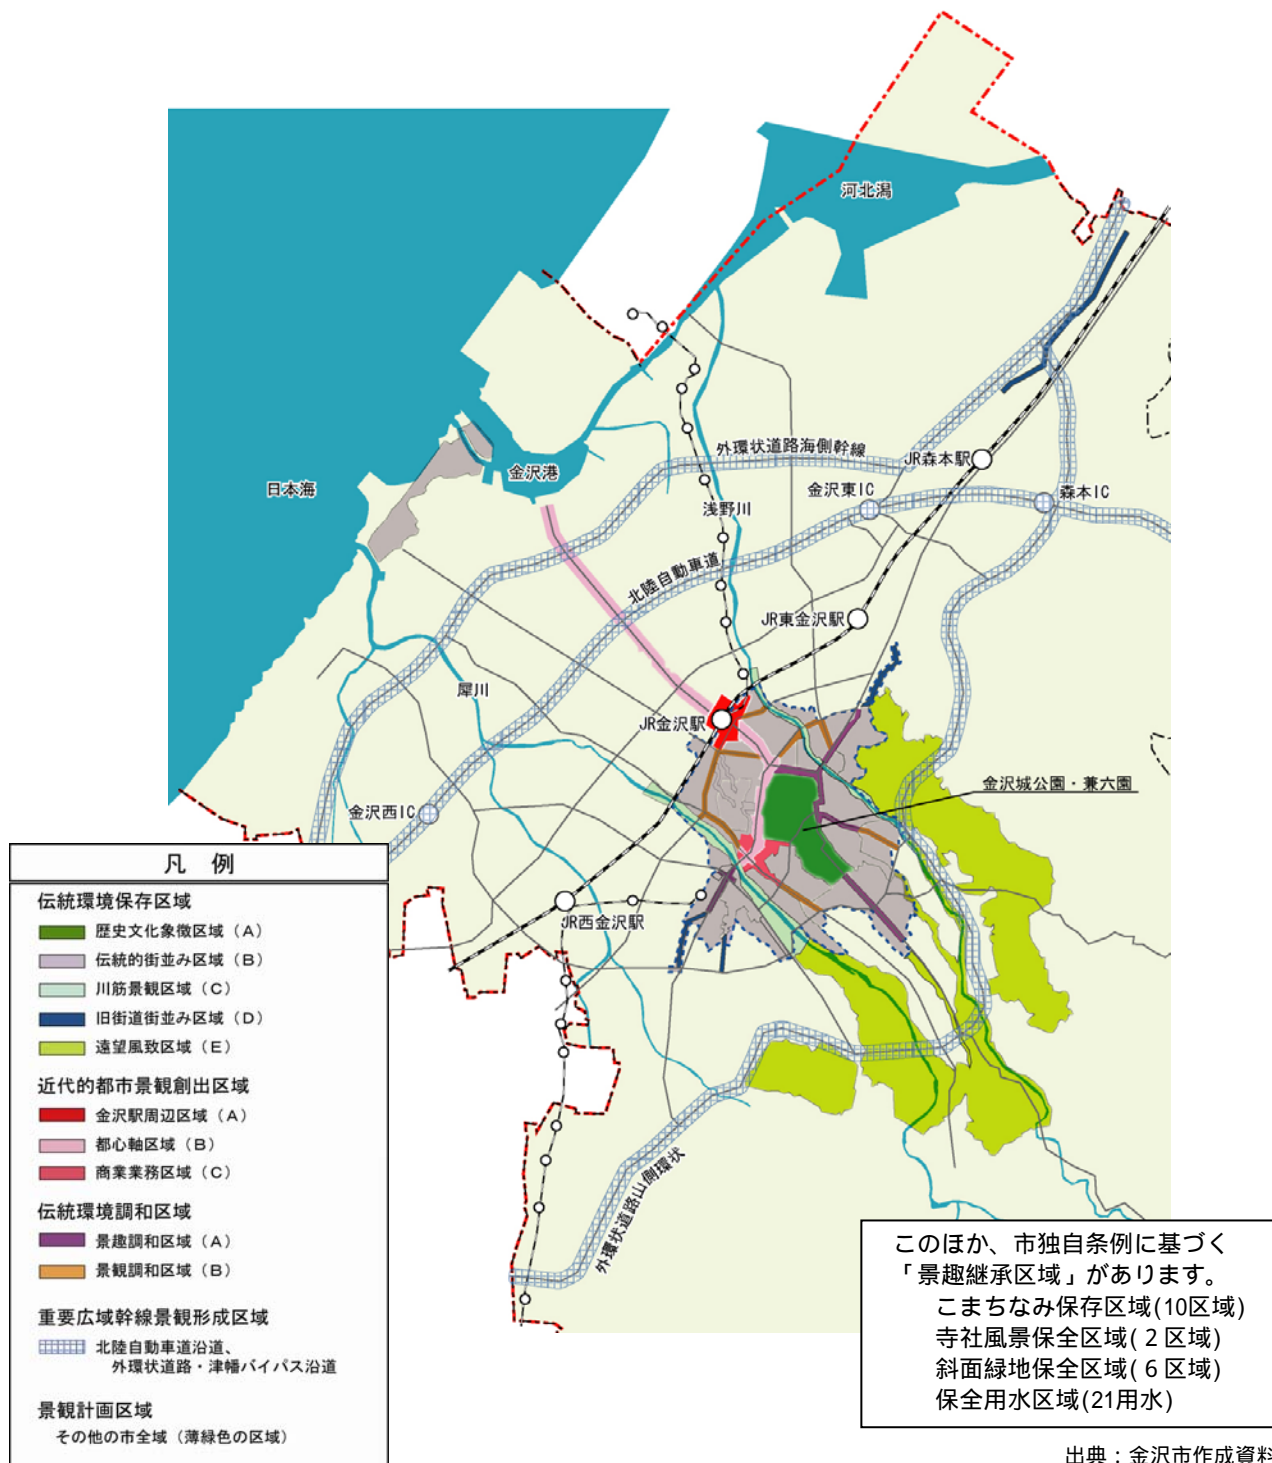 河北潟
外環状道路海側幹線
JR森本駅
金沢港
金沢東IC
森本IC
日本海
浅野川
北陸自動車道
JR東金沢駅
犀川
JR金沢駅
金沢城公園・兼六園
金沢西IC
JR西金沢駅
外環状道路山側環状
凡 例
伝統環境保存区域
歴史文化象徴区域（A）
伝統的街並み区域（B）
川筋景観区域（C）
旧街道街並み区域（D）
遠望風致区域（E）
近代的都市景観創出区域
金沢駅周辺区域（A）
都心軸区域（B）
商業業務区域（C）
伝統環境調和区域
景趣調和区域（A）
景観調和区域（B）
重要広域幹線景観形成区域
北陸自動車道沿道、
外環状道路・津幡バイパス沿道
景観計画区域
その他の市全域（薄緑色の区域）
このほか、市独自条例に基づく
「景趣継承区域」があります。
こまちなみ保存区域(10区域)
寺社風景保全区域(２区域)
斜面緑地保全区域(６区域)
保全用水区域(21用水)
出典：金沢市作成資料